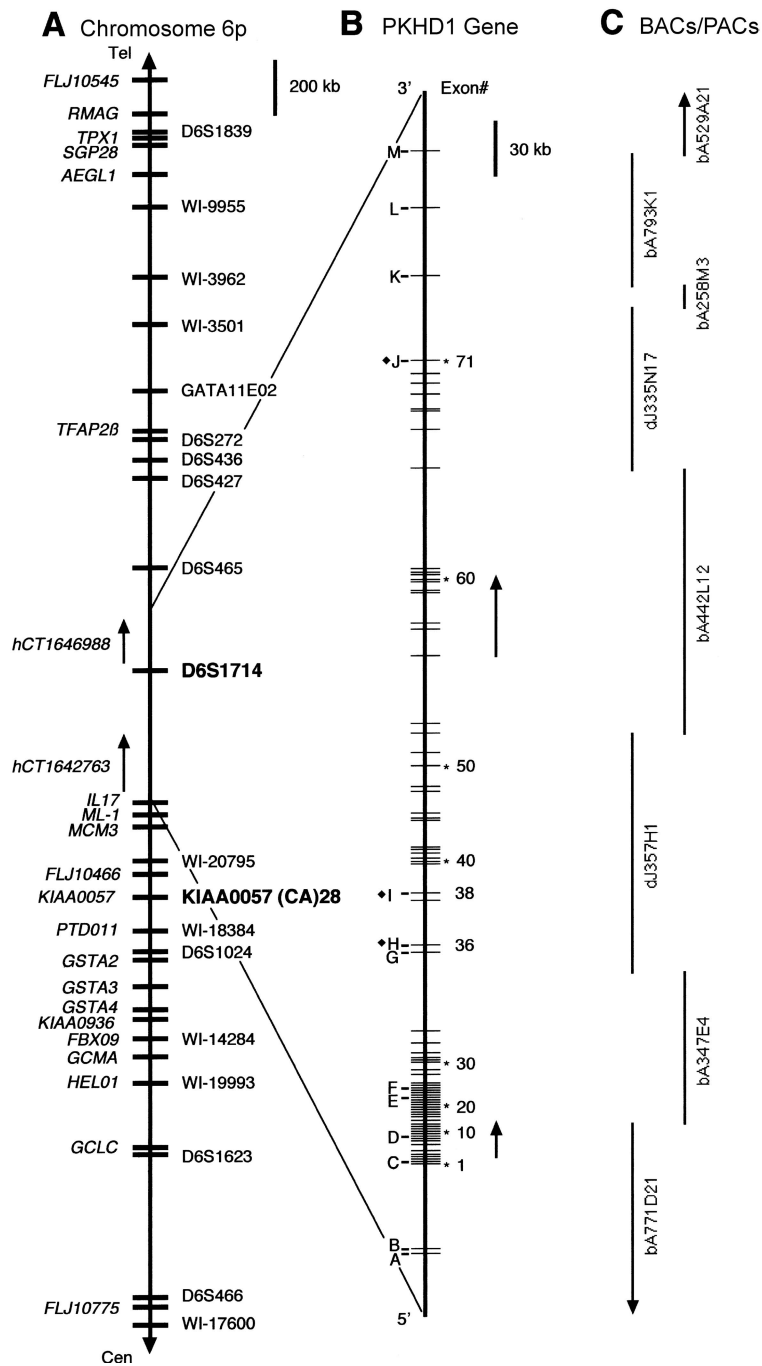 A Chromosome 6p
Tel
FLJ10545
200 kb
RMAG
D6S1839
TPX1
SGP28
AEGL1
WI-9955
WI-3962
WI-3501
GATA11E02
TFAP2ß
D6S272
D6S436
D6S427
D6S465
hCT1646988
D6S1714
hCT1642763
IL17
ML-1
MCM3
WI-20795
FLJ10466
KIAA0057
KIAA0057 (CA)28
PTD011
WI-18384
D6S1024
GSTA2
GSTA3
GSTA4
KIAA0936
FBX09
WI-14284
GCMA
HEL01
WI-19993
GCLC
D6S1623
D6S466
FLJ10775
WI-17600
Cen
B PKHD1 Gene
3’ Exon#
M
30 kb
L
K
◆J * 71
* 60
* 50
* 40
◆I 38
◆H 36
G
* 30
F
E
* 20
* 10
D
C * 1
B
A
5’
C BACs/PACs
bA529A21
bA793K1
bA258M3
dJ335N17
bA442L12
dJ357H1
bA347E4
bA771D21